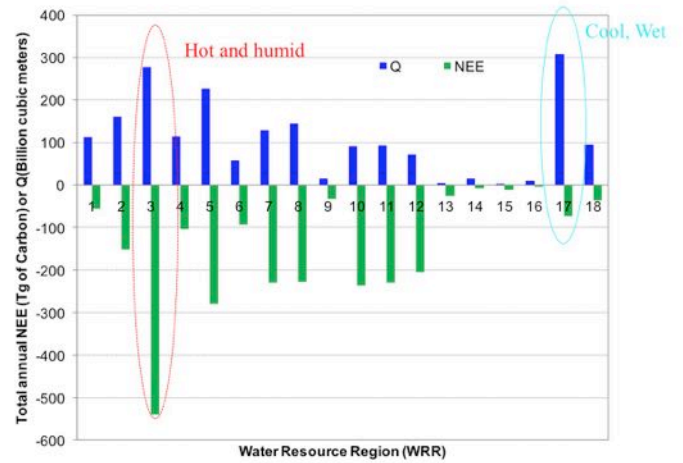 Total annual NEE (Tg of Carbon) or Q(Billion cubic meters)
400
300
200
100
0
-100
-200
-300
-400
-500
-600
Hot and humid
Cool, Wet
Q NEE
1 2 3 4 5 6 7 8 9 10 11 12 13 14 15 16 17 18
Water Resource Region (WRR)